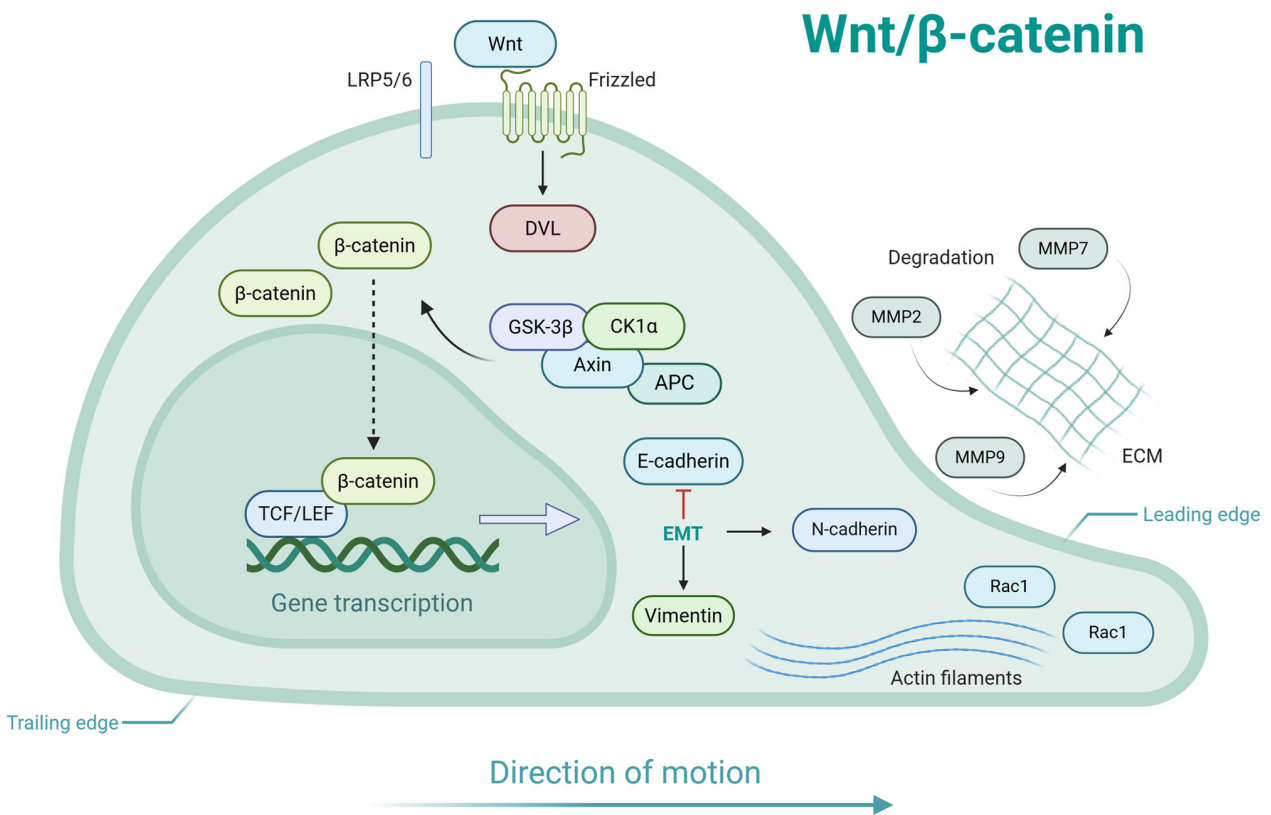 Wnt/β-catenin
Wnt
LRP5/6
Frizzled
DVL
β-catenin
β-catenin
GSK-3β
CK1α
Axin
APC
Degradation
MMP7
MMP2
MMP9
ECM
E-cadherin
β-catenin
TCF/LEF
EMT
N-cadherin
Leading edge
Gene transcription
Vimentin
Rac1
Rac1
Actin filaments
Trailing edge
Direction of motion